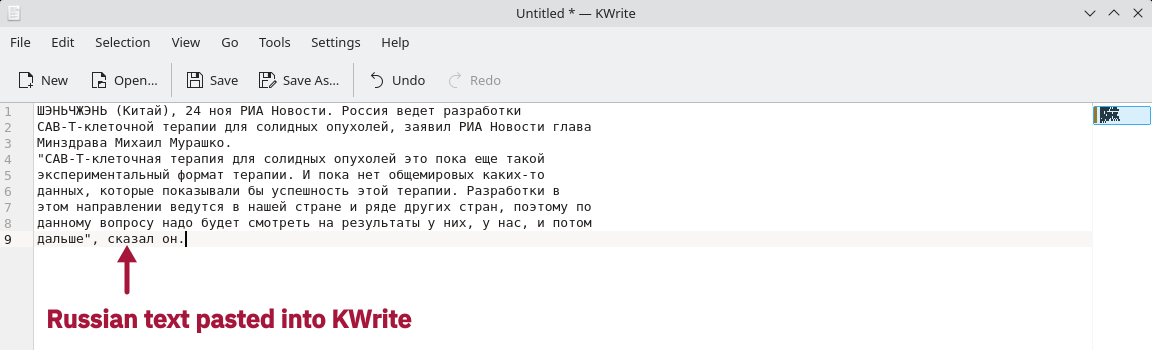 Untitled * — KWrite
File Edit Selection View Go Tools Settings Help
New Open... Save Save As... Undo Redo
1 ШЭНЬЧЖЭНЬ (Китай), 24 ноя РИА Новости. Россия ведет разработки
2 CAB-T-клеточной терапии для солидных опухолей, заявил РИА Новости глава
3 Минздрава Михаил Мурашко.
4 "CAB-T-клеточная терапия для солидных опухолей это пока еще такой
5 экспериментальный формат терапии. И пока нет общемировых каких-то
6 данных, которые показывали бы успешность этой терапии. Разработки в
7 этом направлении ведутся в нашей стране и ряде других стран, поэтому по
8 данному вопросу надо будет смотреть на результаты у них, у нас, и потом
9 дальше", сказал он.
Russian text pasted into KWrite